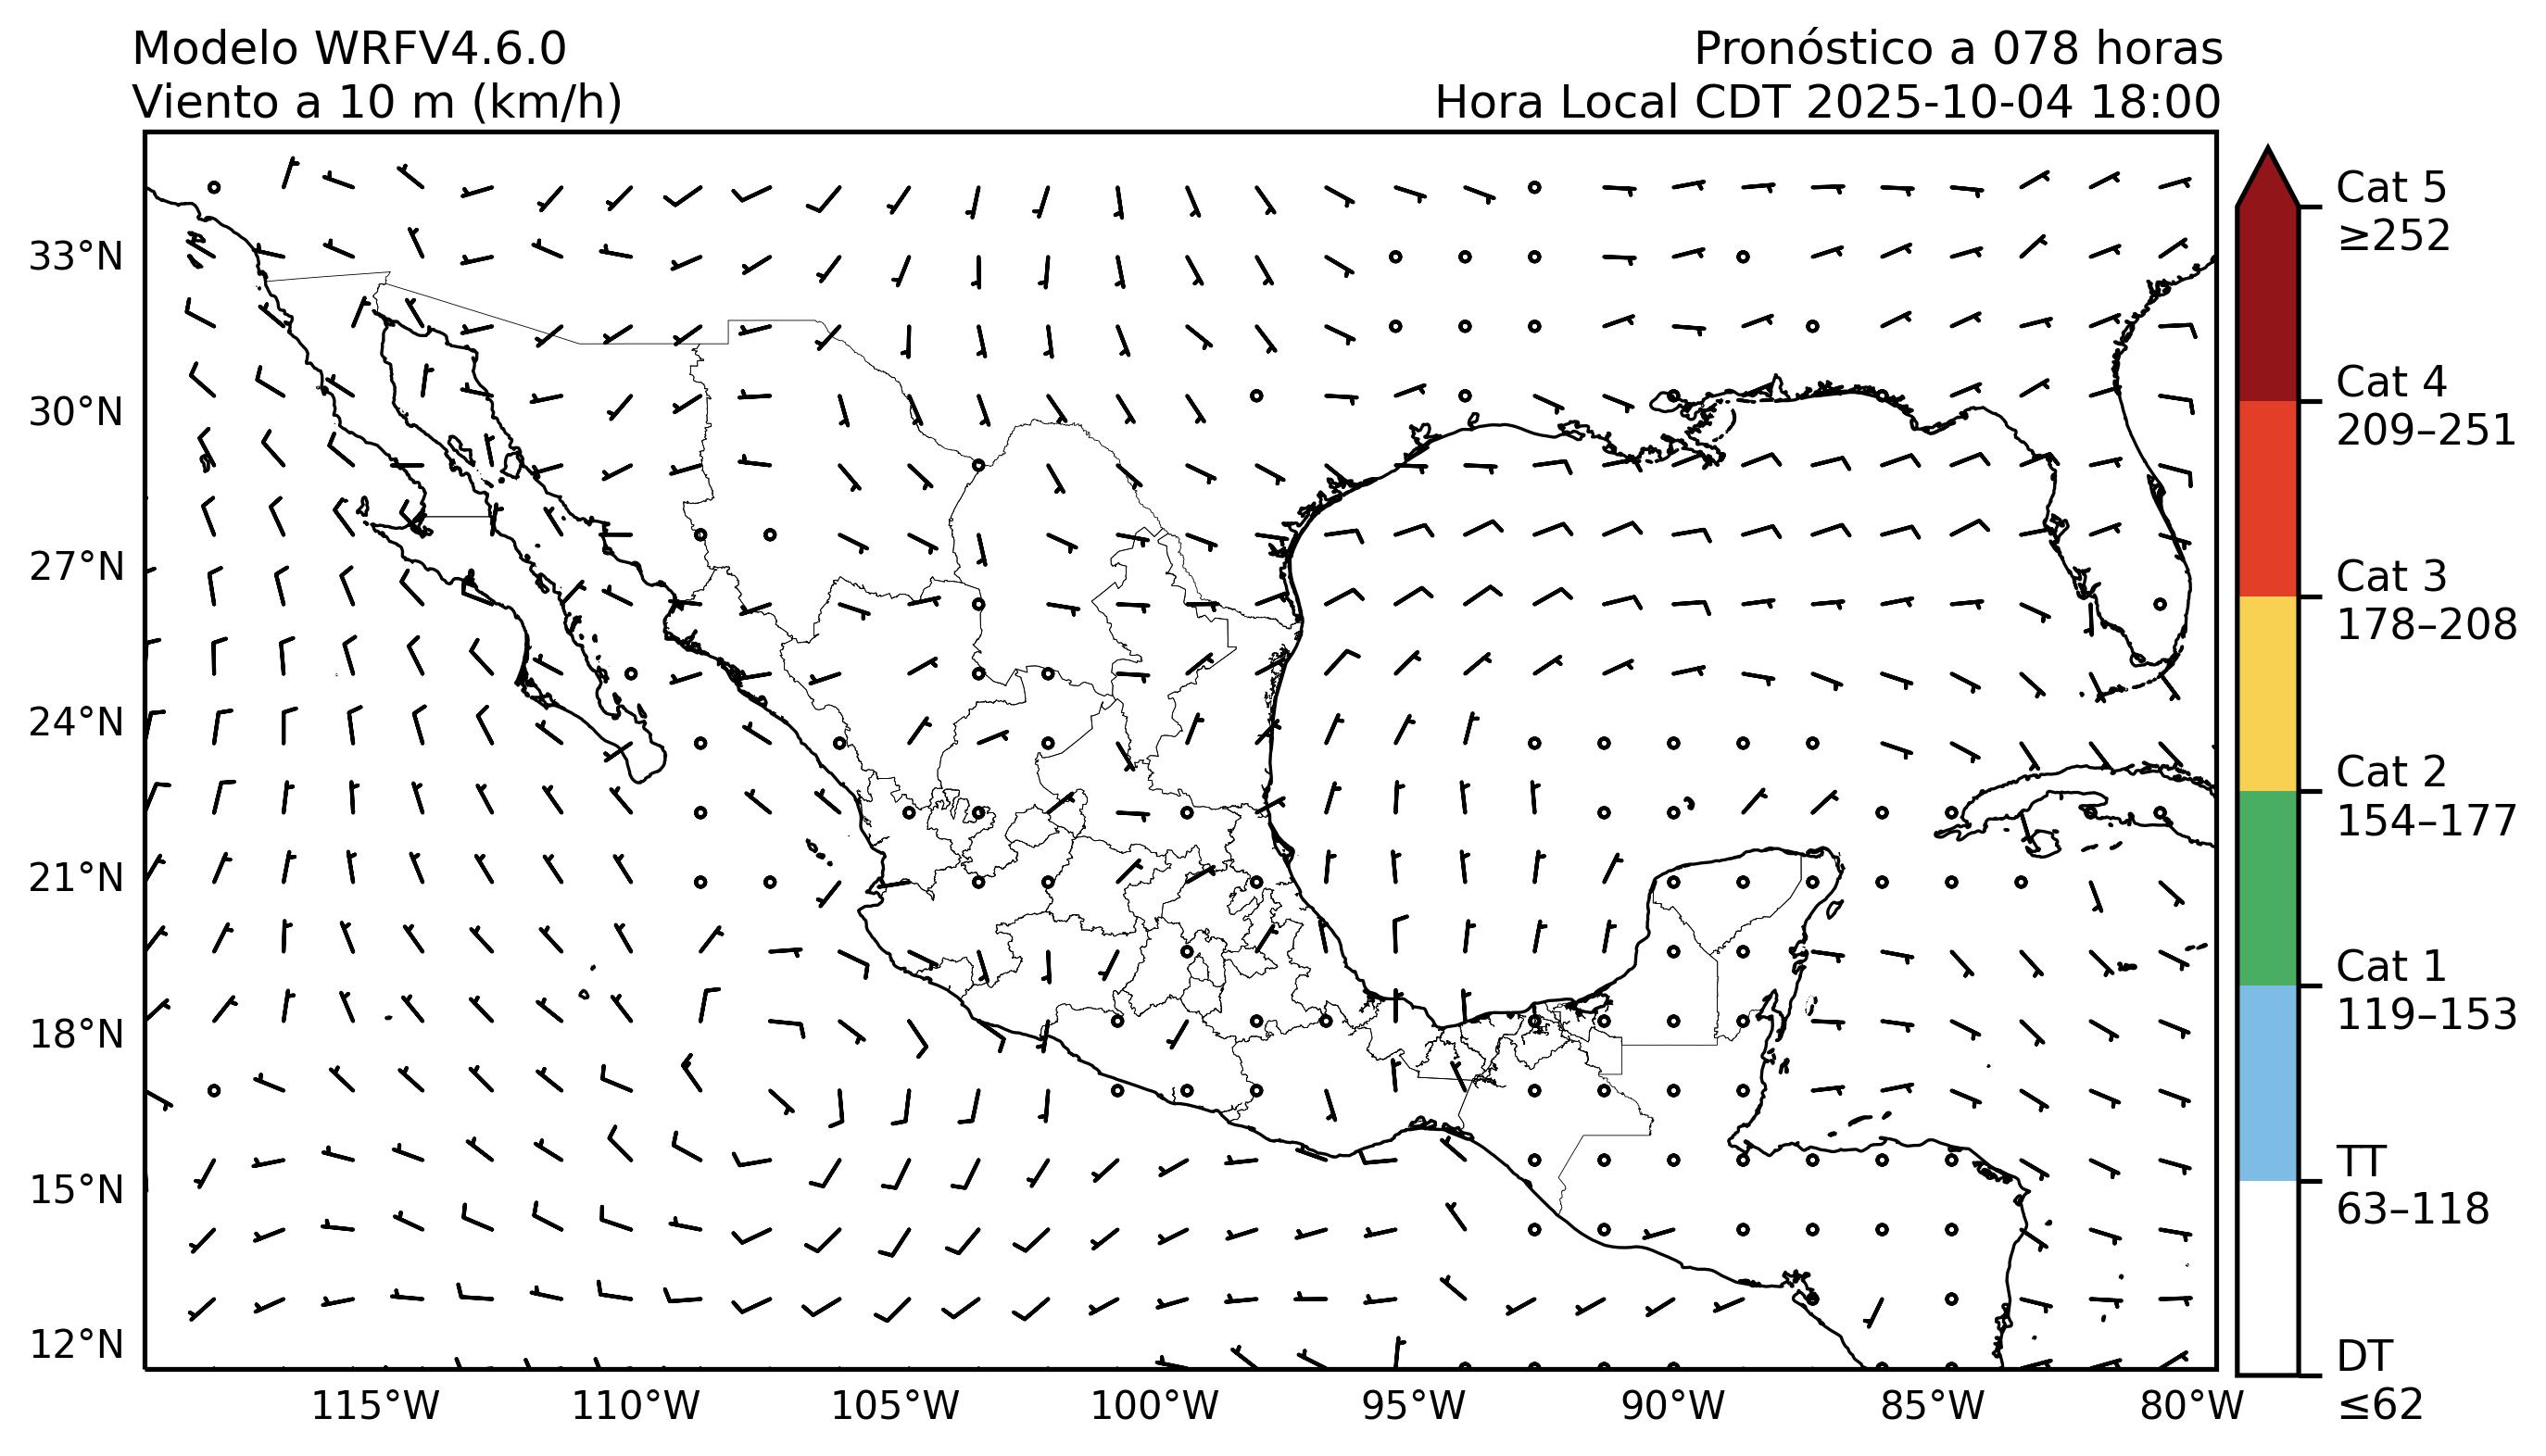 Modelo WRFV4.6.0
Viento a 10 m (km/h)
Pronóstico a 078 horas
Hora Local CDT 2025-10-04 18:00
33°N
30°N
27°N
24°N
21°N
18°N
15°N
12°N
115°W
110°W
105°W
100°W
95°W
90°W
85°W
80°W
Cat 5
≥252
Cat 4
209–251
Cat 3
178–208
Cat 2
154–177
Cat 1
119–153
TT
63–118
DT
≤62